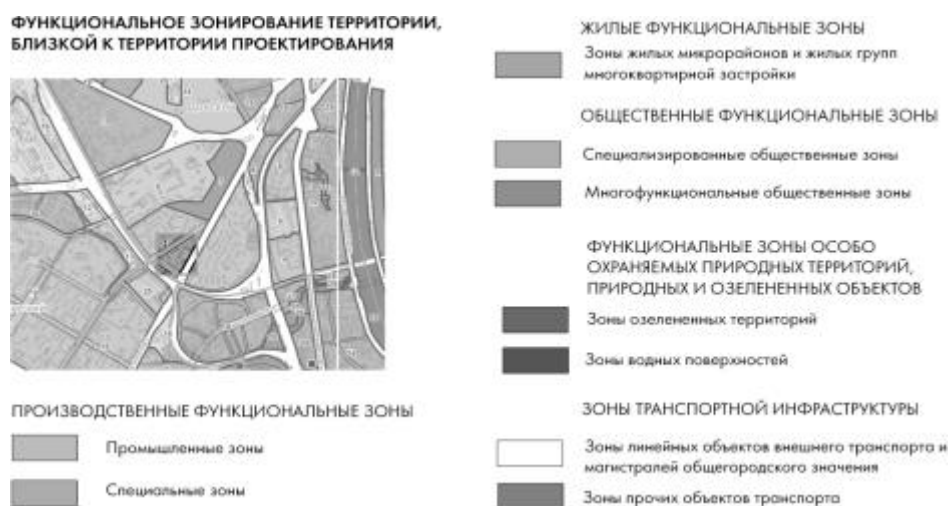 ФУНКЦИОНАЛЬНОЕ ЗОНИРОВАНИЕ ТЕРРИТОРИИ,
БЛИЗКОЙ К ТЕРРИТОРИИ ПРОЕКТИРОВАНИЯ
ПРОИЗВОДСТВЕННЫЕ ФУНКЦИОНАЛЬНЫЕ ЗОНЫ
Промышленные зоны
Специальные зоны
ЖИЛЫЕ ФУНКЦИОНАЛЬНЫЕ ЗОНЫ
Зоны жилых микрорайонов и жилых групп
многоквартирной застройки
ОБЩЕСТВЕННЫЕ ФУНКЦИОНАЛЬНЫЕ ЗОНЫ
Специализированные общественные зоны
Многофункциональные общественные зоны
ФУНКЦИОНАЛЬНЫЕ ЗОНЫ ОСОБО
ОХРАНЯЕМЫХ ПРИРОДНЫХ ТЕРРИТОРИЙ,
ПРИРОДНЫХ И ОЗЕЛЕНЕННЫХ ОБЪЕКТОВ
Зоны озелененных территорий
Зоны водных поверхностей
ЗОНЫ ТРАНСПОРТНОЙ ИНФРАСТРУКТУРЫ
Зоны линейных объектов внешнего транспорта и
магистралей общегородского значения
Зоны прочих объектов транспорта